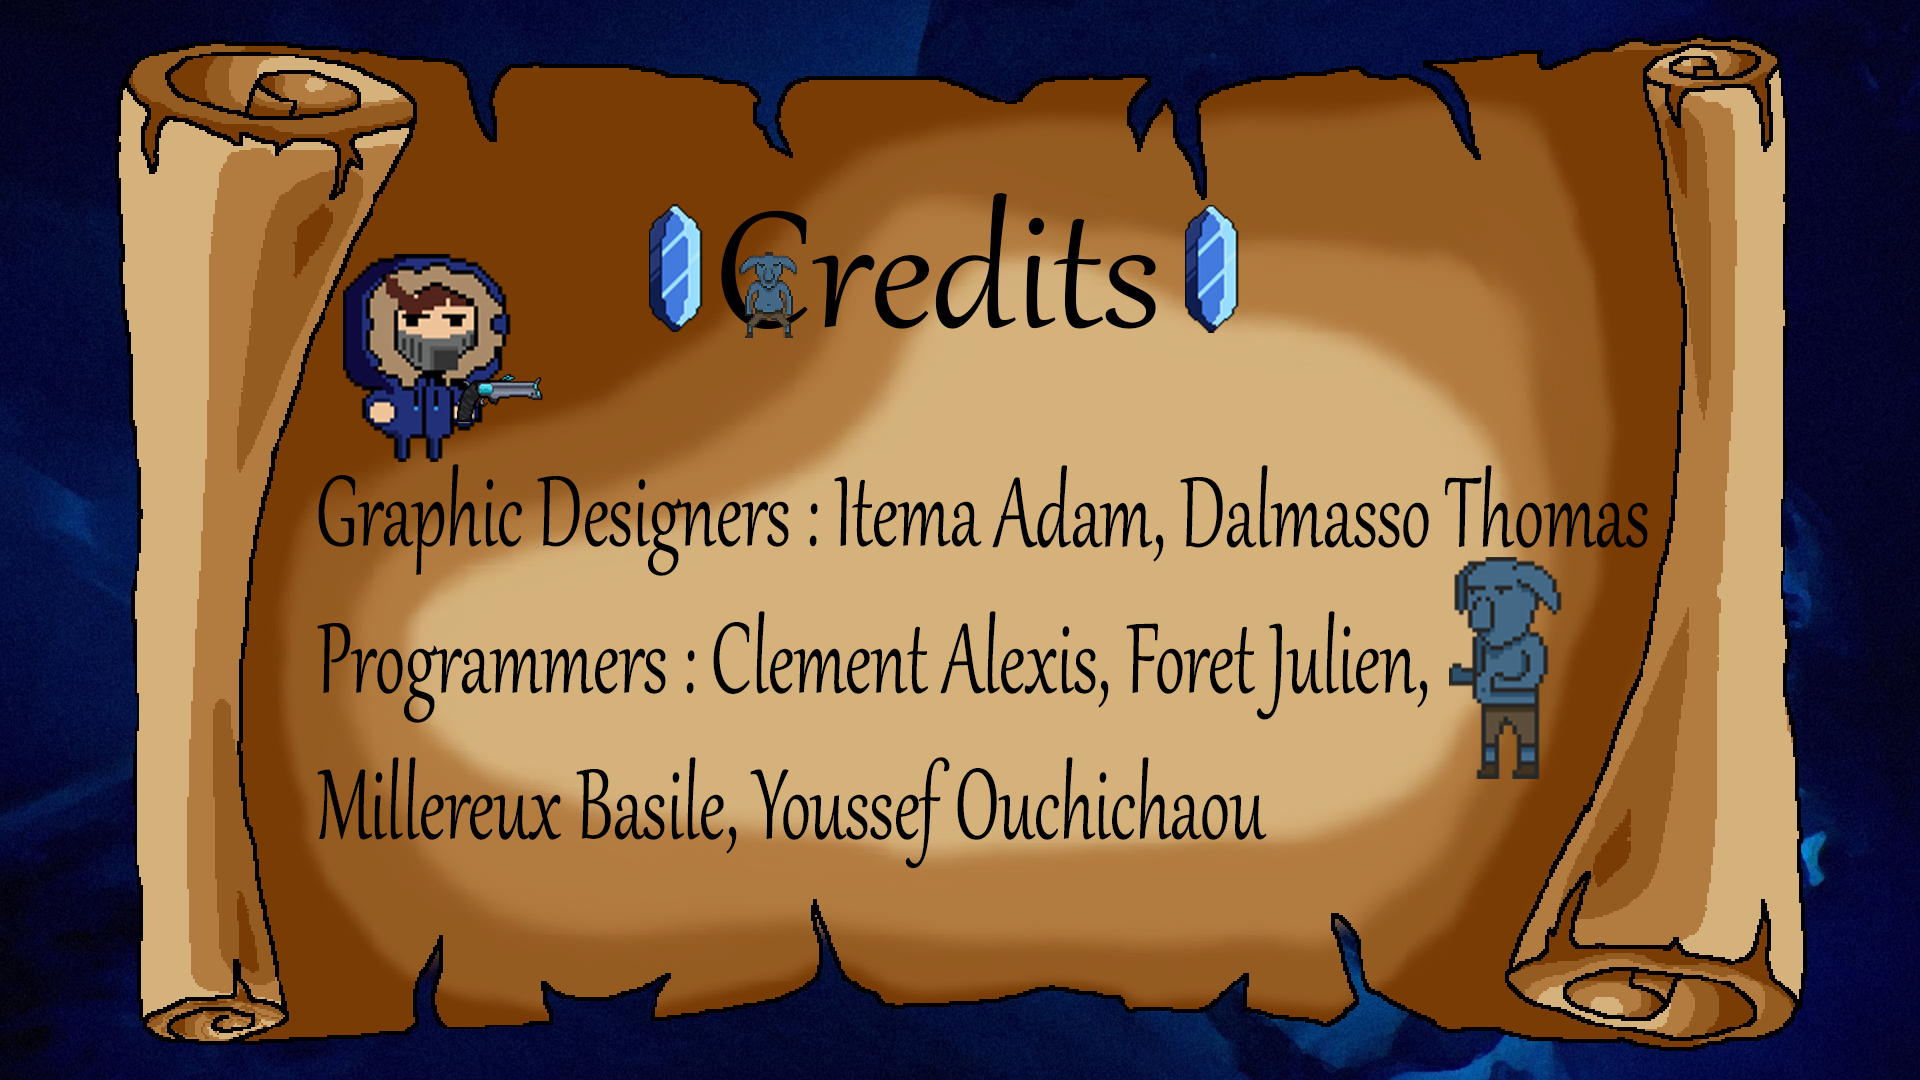 Credits
Graphic Designers : Itema Adam, Dalmasso Thomas
Programmers : Clement Alexis, Foret Julien,
Millereux Basile, Youssef Ouchichaou